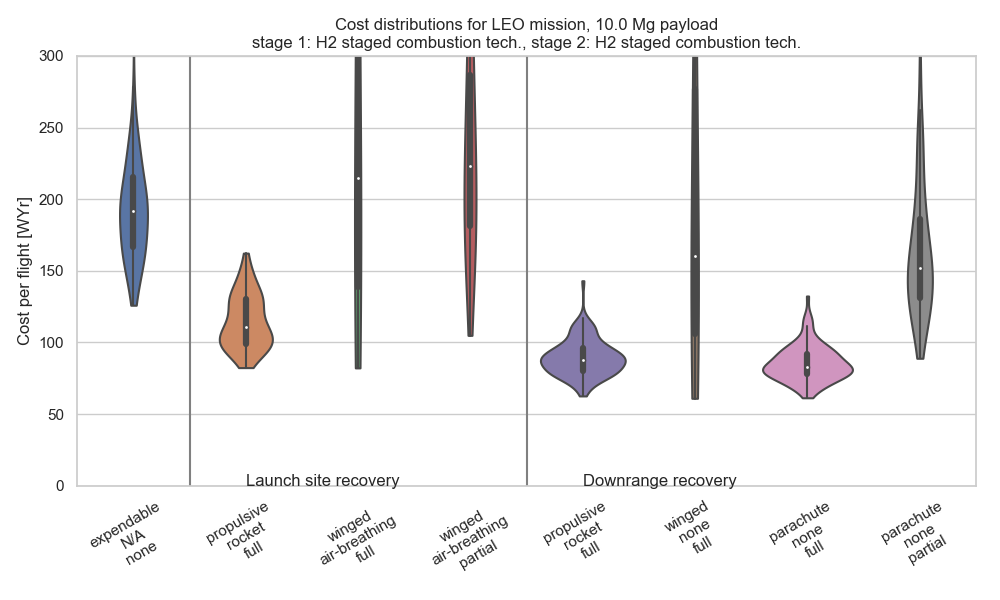 Cost distributions for LEO mission, 10.0 Mg payload
stage 1: H2 staged combustion tech., stage 2: H2 staged combustion tech.
Cost per flight [WYr]
300
250
200
150
100
50
0
Launch site recovery
Downrange recovery
expendable
N/A
none
propulsive
rocket
full
winged
air-breathing
full
winged
air-breathing
partial
propulsive
rocket
full
winged
none
full
parachute
none
full
parachute
none
partial